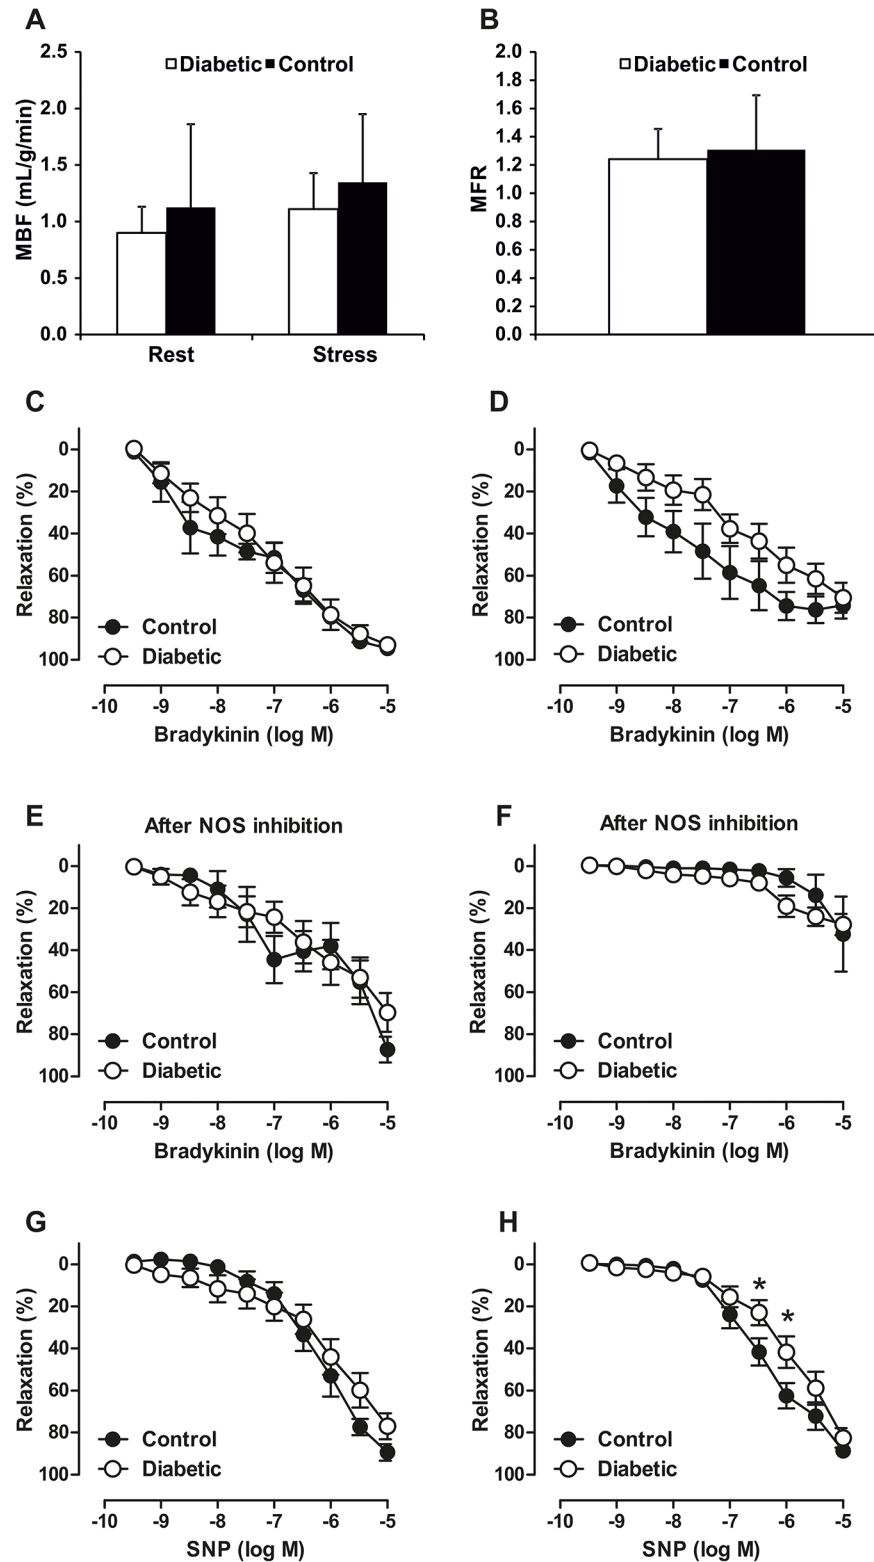 A
B
2.5
2.0
1.5
1.0
0.5
0.0
MBF (mL/g/min)
Diabetic Control
Rest Stress
2.0
1.8
1.6
1.4
1.2
1.0
0.8
0.6
0.4
0.2
0.0
MFR
Diabetic Control
C
0
20
40
60
80
100
Relaxation (%)
Control
Diabetic
-10 -9 -8 -7 -6 -5
Bradykinin (log M)
D
0
20
40
60
80
100
Relaxation (%)
Control
Diabetic
-10 -9 -8 -7 -6 -5
Bradykinin (log M)
E
After NOS inhibition
0
20
40
60
80
100
Relaxation (%)
Control
Diabetic
-10 -9 -8 -7 -6 -5
Bradykinin (log M)
F
After NOS inhibition
0
20
40
60
80
100
Relaxation (%)
Control
Diabetic
-10 -9 -8 -7 -6 -5
Bradykinin (log M)
G
0
20
40
60
80
100
Relaxation (%)
Control
Diabetic
-10 -9 -8 -7 -6 -5
SNP (log M)
H
0
20
40
60
80
100
Relaxation (%)
*
*
Control
Diabetic
-10 -9 -8 -7 -6 -5
SNP (log M)